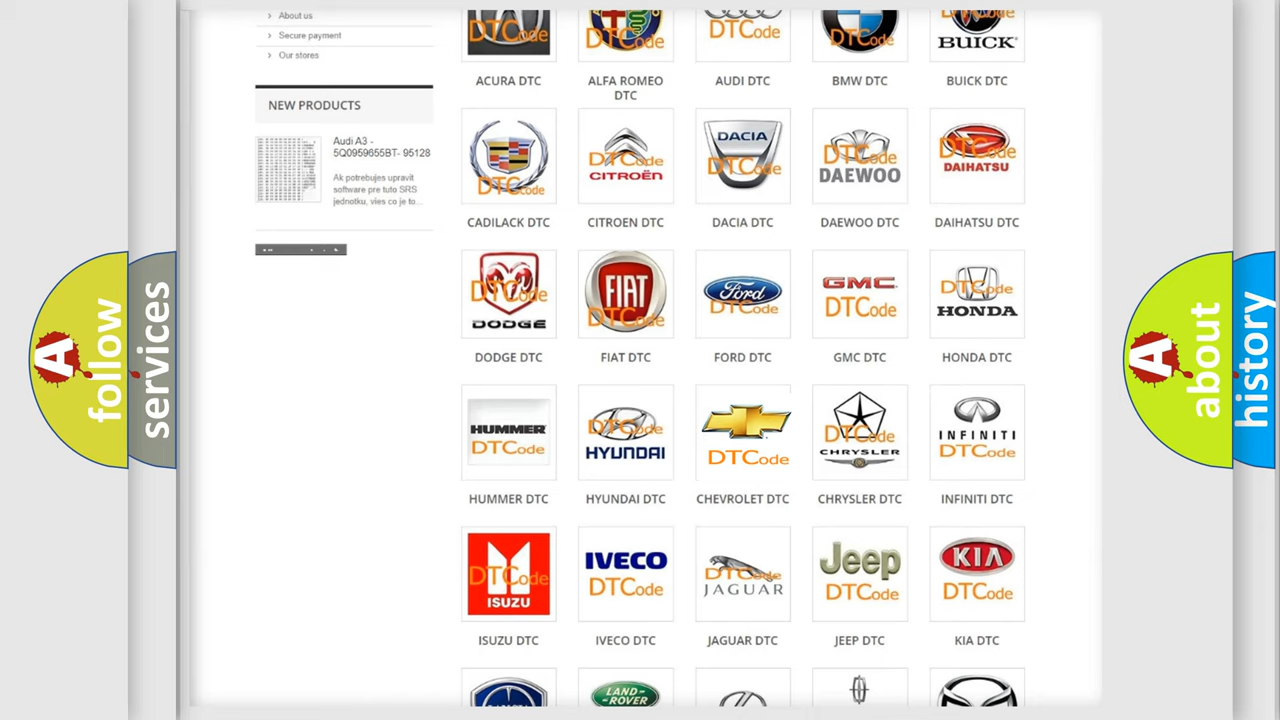 About us
Secure payment
Our stores
NEW PRODUCTS
Audi A3 -
5Q0959655BT- 95128
Ak potrebujes upravit
software pre tuto SRS
jednotku, vies co je to...
DTCode
DTCode
DTCode
DTCode
BUICK
ACURA DTC
ALFA ROMEO
DTC
AUDI DTC
BMW DTC
BUICK DTC
DTCode
DTCode
CITROËN
DACIA
DTCode
DTCode
DAEWOO
DTCode
DAIHATSU
CADILACK DTC
CITROEN DTC
DACIA DTC
DAEWOO DTC
DAIHATSU DTC
DTCode
DODGE
FIAT
DTCode
Ford
DTCode
GMC
DTCode
DTCode
HONDA
DODGE DTC
FIAT DTC
FORD DTC
GMC DTC
HONDA DTC
HUMMER
DTCode
DTCode
HYUNDAI
DTCode
DTCode
CHRYSLER
INFINITI
DTCode
HUMMER DTC
HYUNDAI DTC
CHEVROLET DTC
CHRYSLER DTC
INFINITI DTC
DTCode
ISUZU
IVECO
DTCode
DTCode
JAGUAR
Jeep
DTCode
KIA
DTCode
ISUZU DTC
IVECO DTC
JAGUAR DTC
JEEP DTC
KIA DTC
LAND-
ROVER
A
follow
services
A
about
history